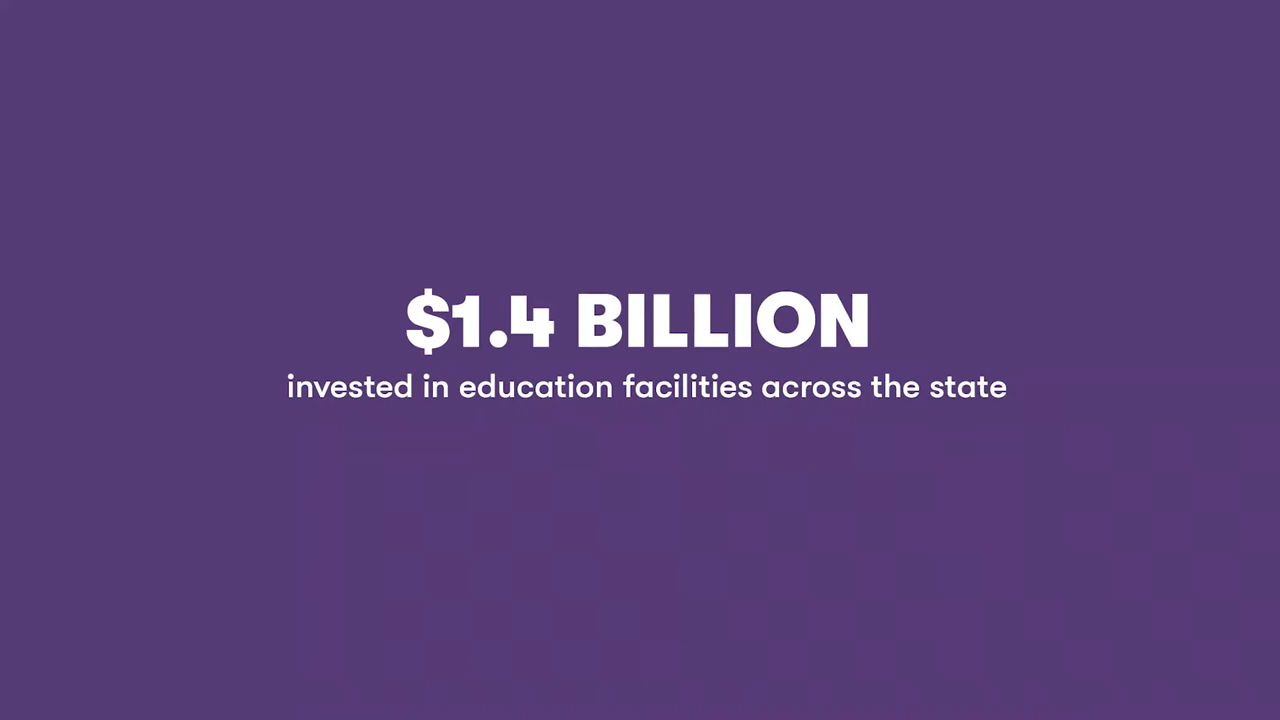 $1.4 BILLION
invested in education facilities across the state